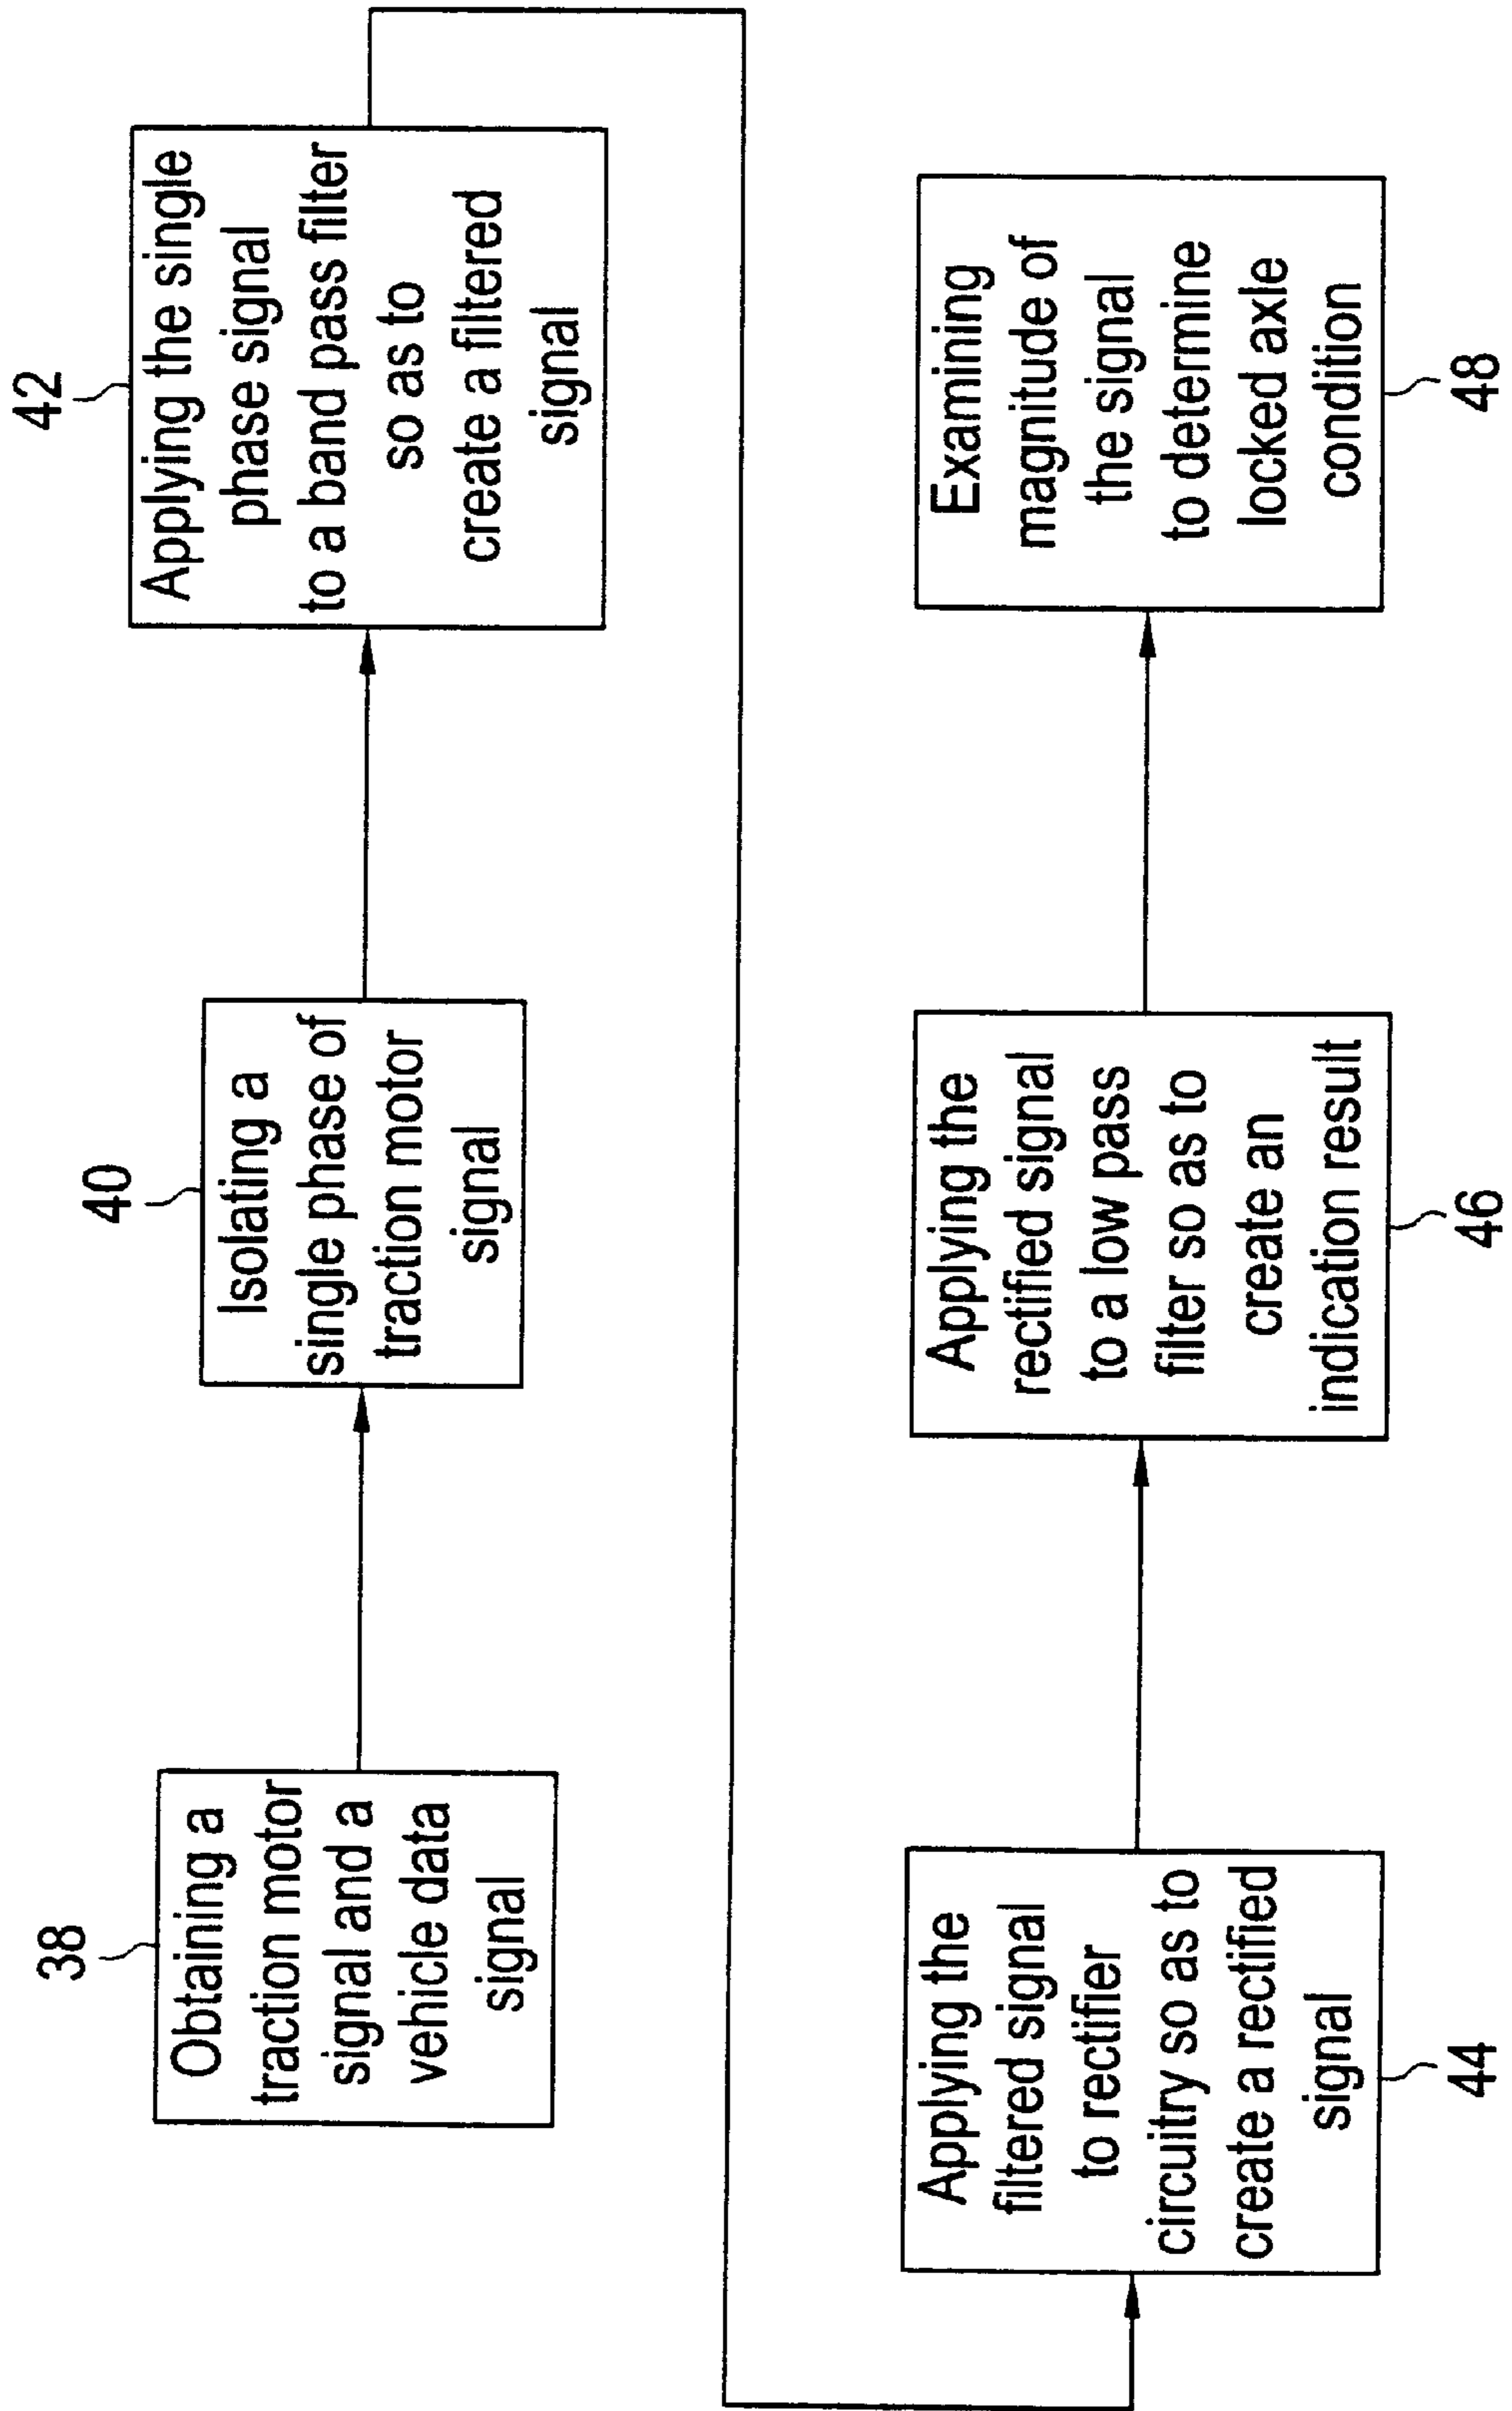 38
Obtaining a
traction motor
signal and a
vehicle data
signal
40
Isolating a
single phase of
traction motor
signal
42
Applying the single
phase signal
to a band pass filter
so as to
create a filtered
signal
Applying the
filtered signal
to rectifier
circuitry so as to
create a rectified
signal
44
Applying the
rectified signal
to a low pass
filter so as to
create an
indication result
46
Examining
magnitude of
the signal
to determine
locked axle
condition
48